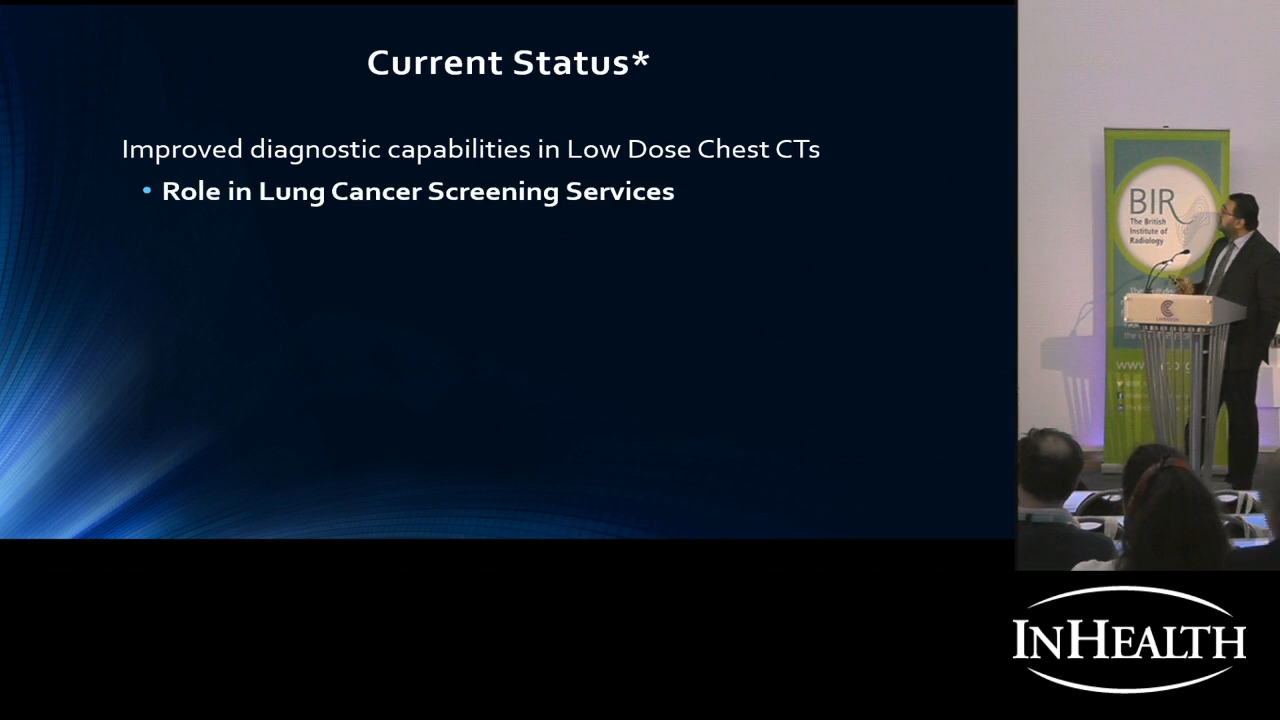 Current Status*
Improved diagnostic capabilities in Low Dose Chest CTs
• Role in Lung Cancer Screening Services
BIR
The British
Institute of
Radiology
INHEALTH